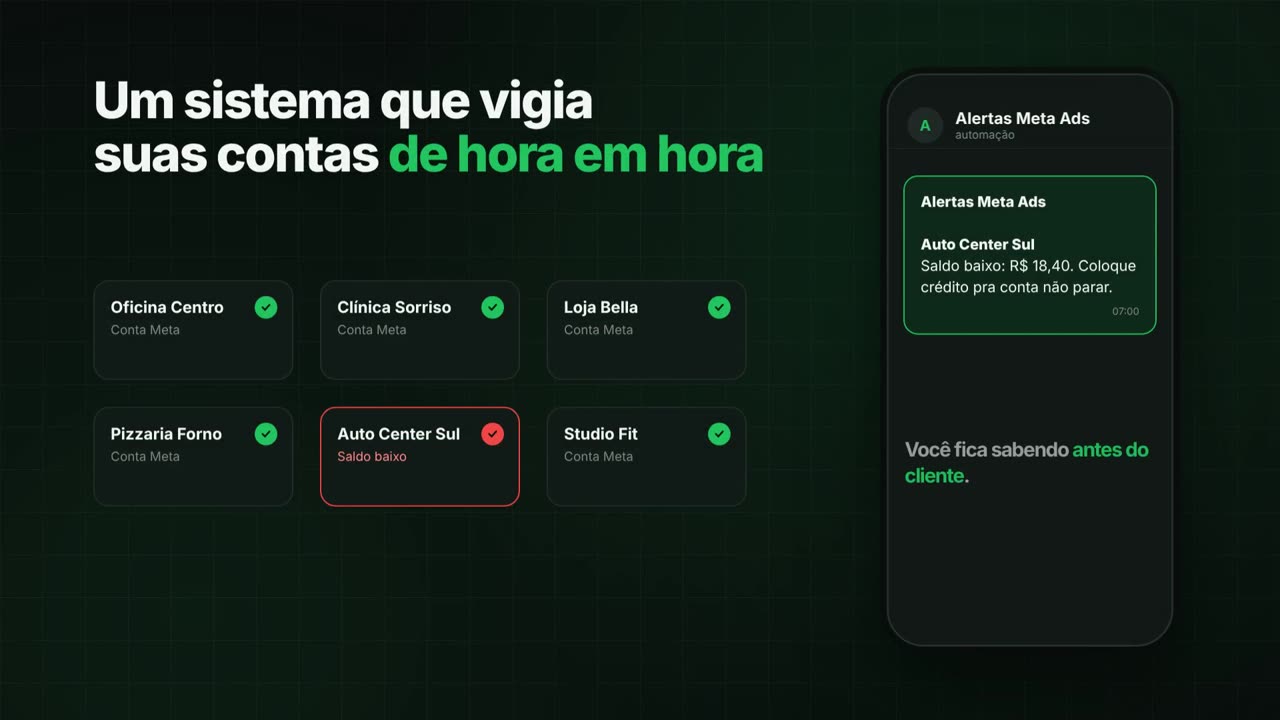 Um sistema que vigia
suas contas de hora em hora
Oficina Centro
Conta Meta
Clínica Sorriso
Conta Meta
Loja Bella
Conta Meta
Pizzaria Forno
Conta Meta
Auto Center Sul
Saldo baixo
Studio Fit
Conta Meta
A
Alertas Meta Ads
automação
Alertas Meta Ads
Auto Center Sul
Saldo baixo: R$ 18,40. Coloque
crédito pra conta não parar.
07:00
Você fica sabendo antes do
cliente.